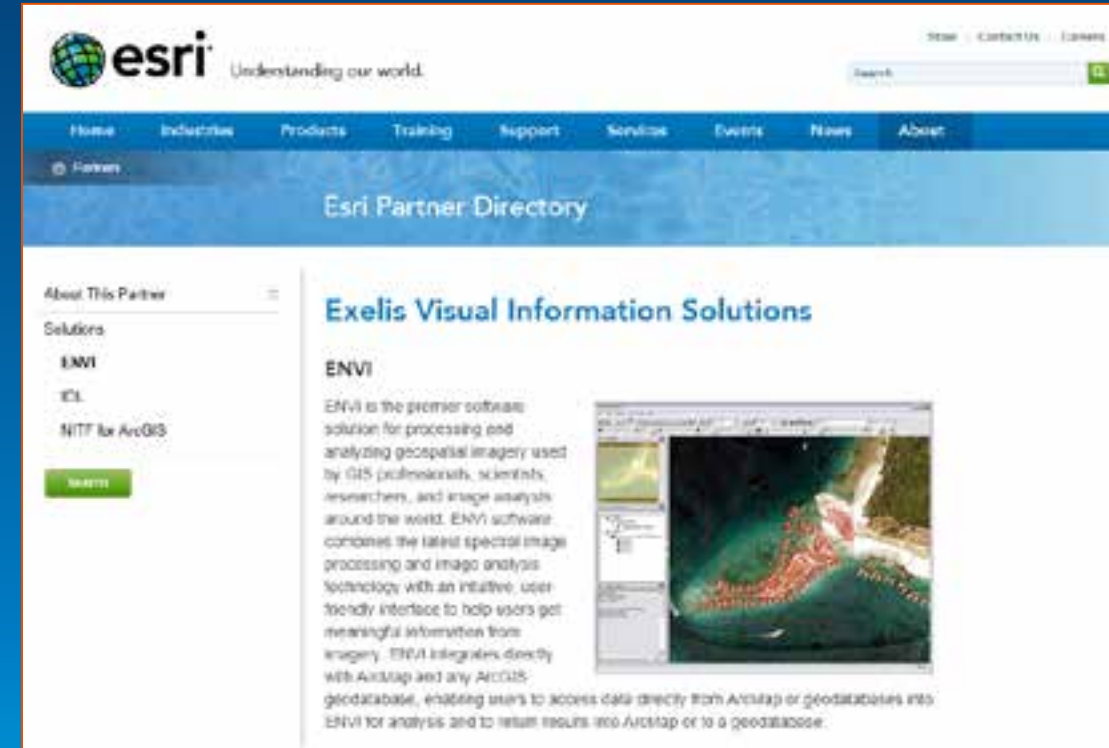 esri
Understanding our world.
Store Contact Us Careers
Search
Home Industries Products Training Support Services Events News About
Partners
Esri Partner Directory
About This Partner
Solutions
ENVI
IDL
NITF for ArcGIS
Search
Exelis Visual Information Solutions
ENVI
ENVI is the premier software
solution for processing and
analyzing geospatial imagery used
by GIS professionals, scientists,
researchers, and image analysts
around the world. ENVI software
combines the latest spectral image
processing and image analysis
technology with an intuitive, user-
friendly interface to help users get
meaningful information from
imagery. ENVI integrates directly
with ArcMap and any ArcGIS
geodatabase, enabling users to access data directly from ArcMap or geodatabases into
ENVI for analysis and to return results into ArcMap or to a geodatabase.